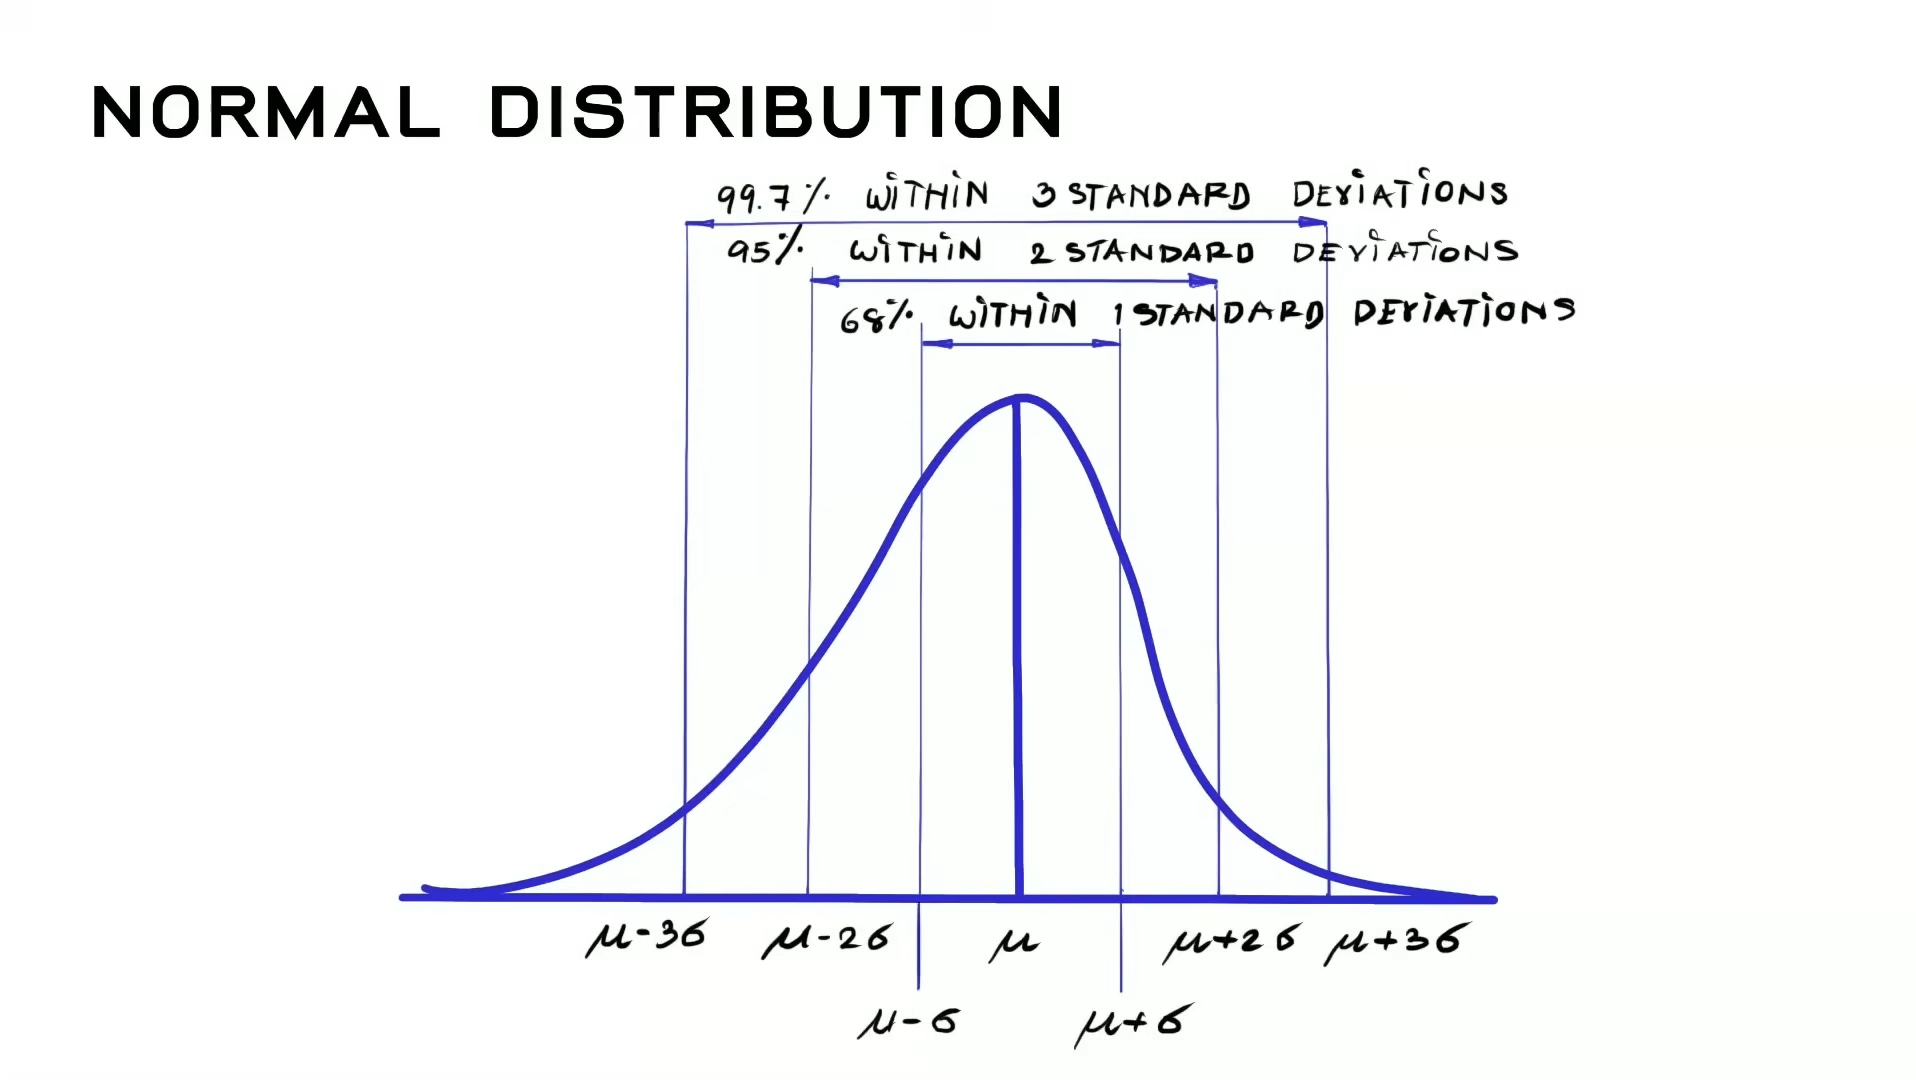 NORMAL DISTRIBUTION
99.7% WITHIN 3 STANDARD DEVIATIONS
95% WITHIN 2 STANDARD DEVIATIONS
68% WITHIN 1 STANDARD DEVIATIONS
μ-3σ μ-2σ μ μ+2σ μ+3σ
μ-σ μ+σ